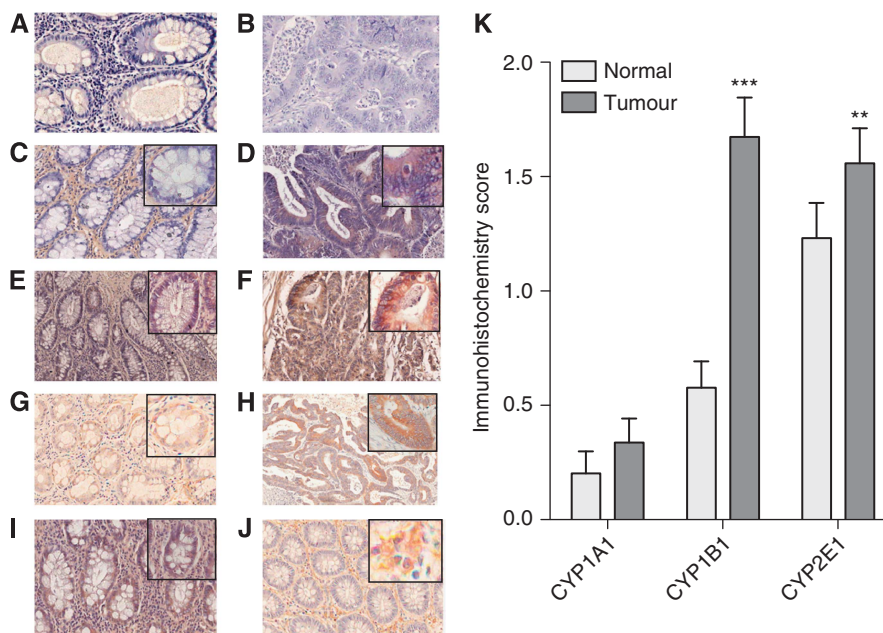 A
B
C
D
E
F
G
H
I
J
K
Normal
Tumour
Immunohistochemistry score
2.0
1.5
1.0
0.5
0.0
***
**
CYP1A1
CYP1B1
CYP2E1